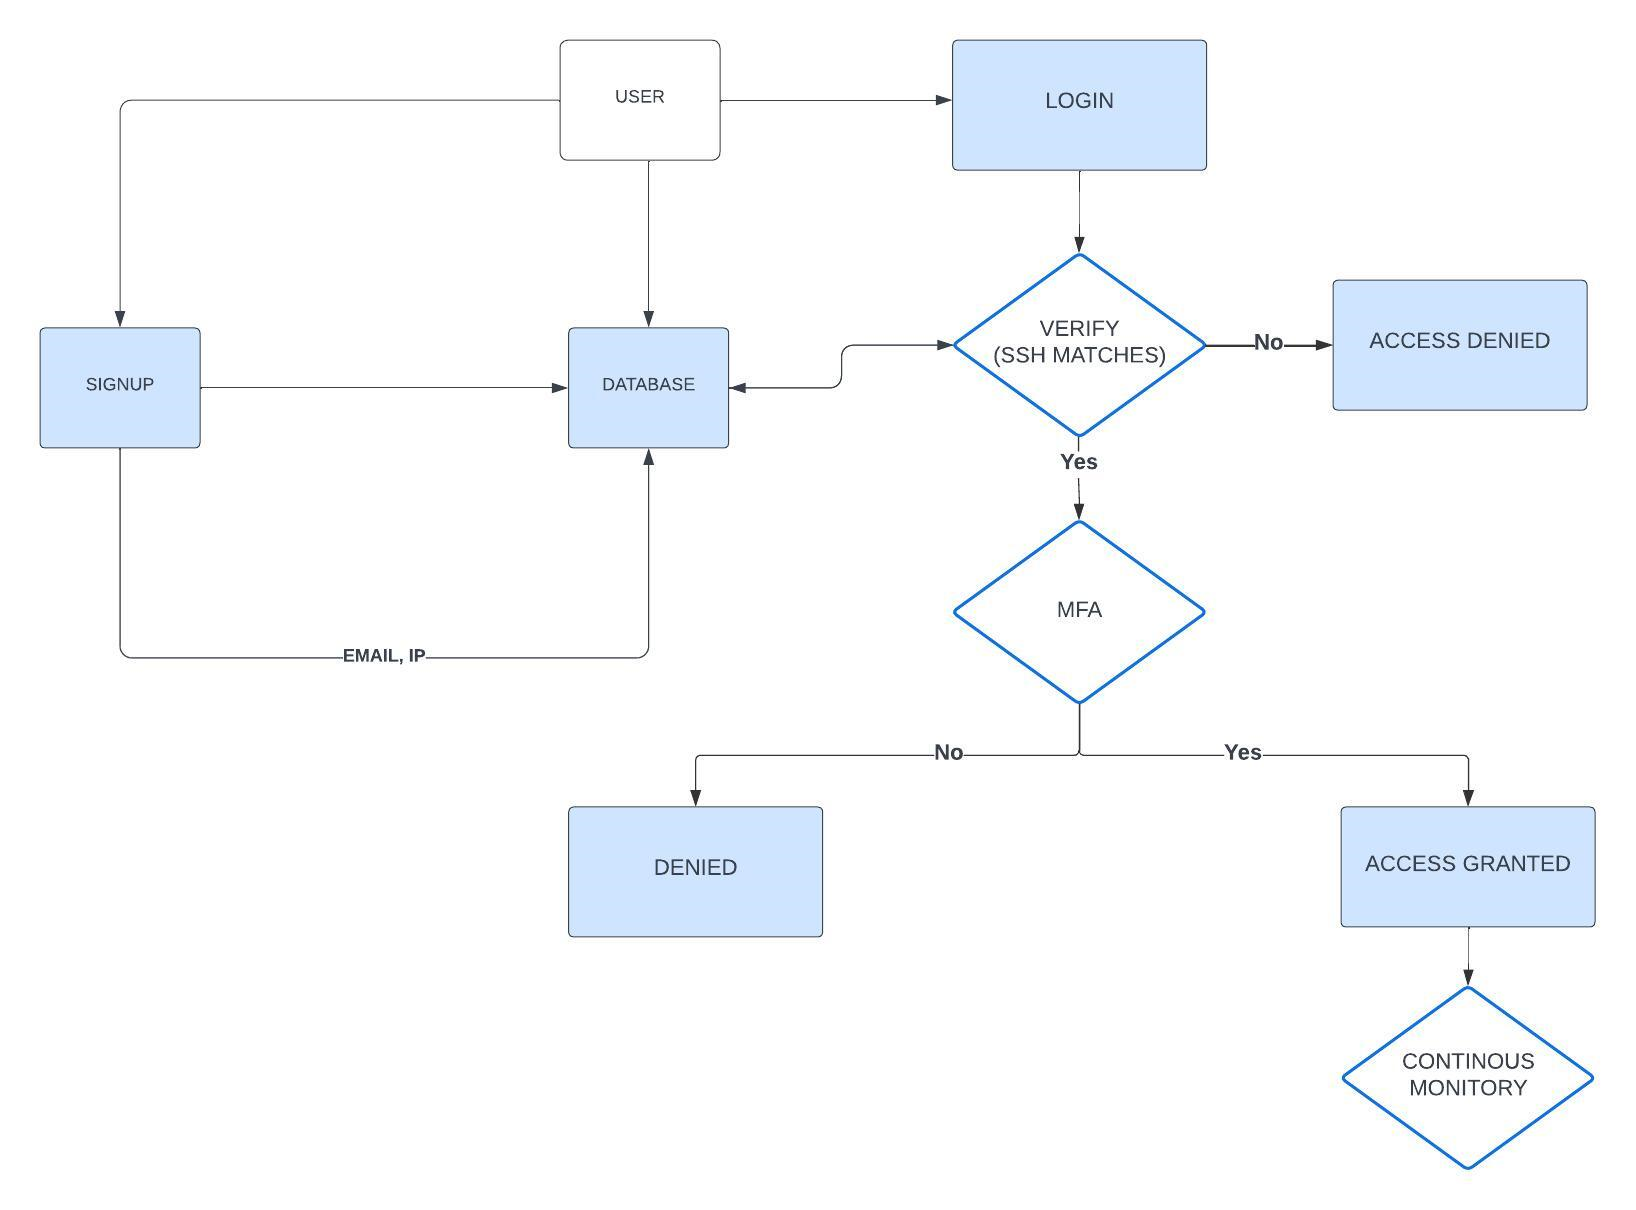 USER
LOGIN
VERIFY
(SSH MATCHES)
No
ACCESS DENIED
SIGNUP
DATABASE
Yes
MFA
EMAIL, IP
No
Yes
DENIED
ACCESS GRANTED
CONTINOUS
MONITORY